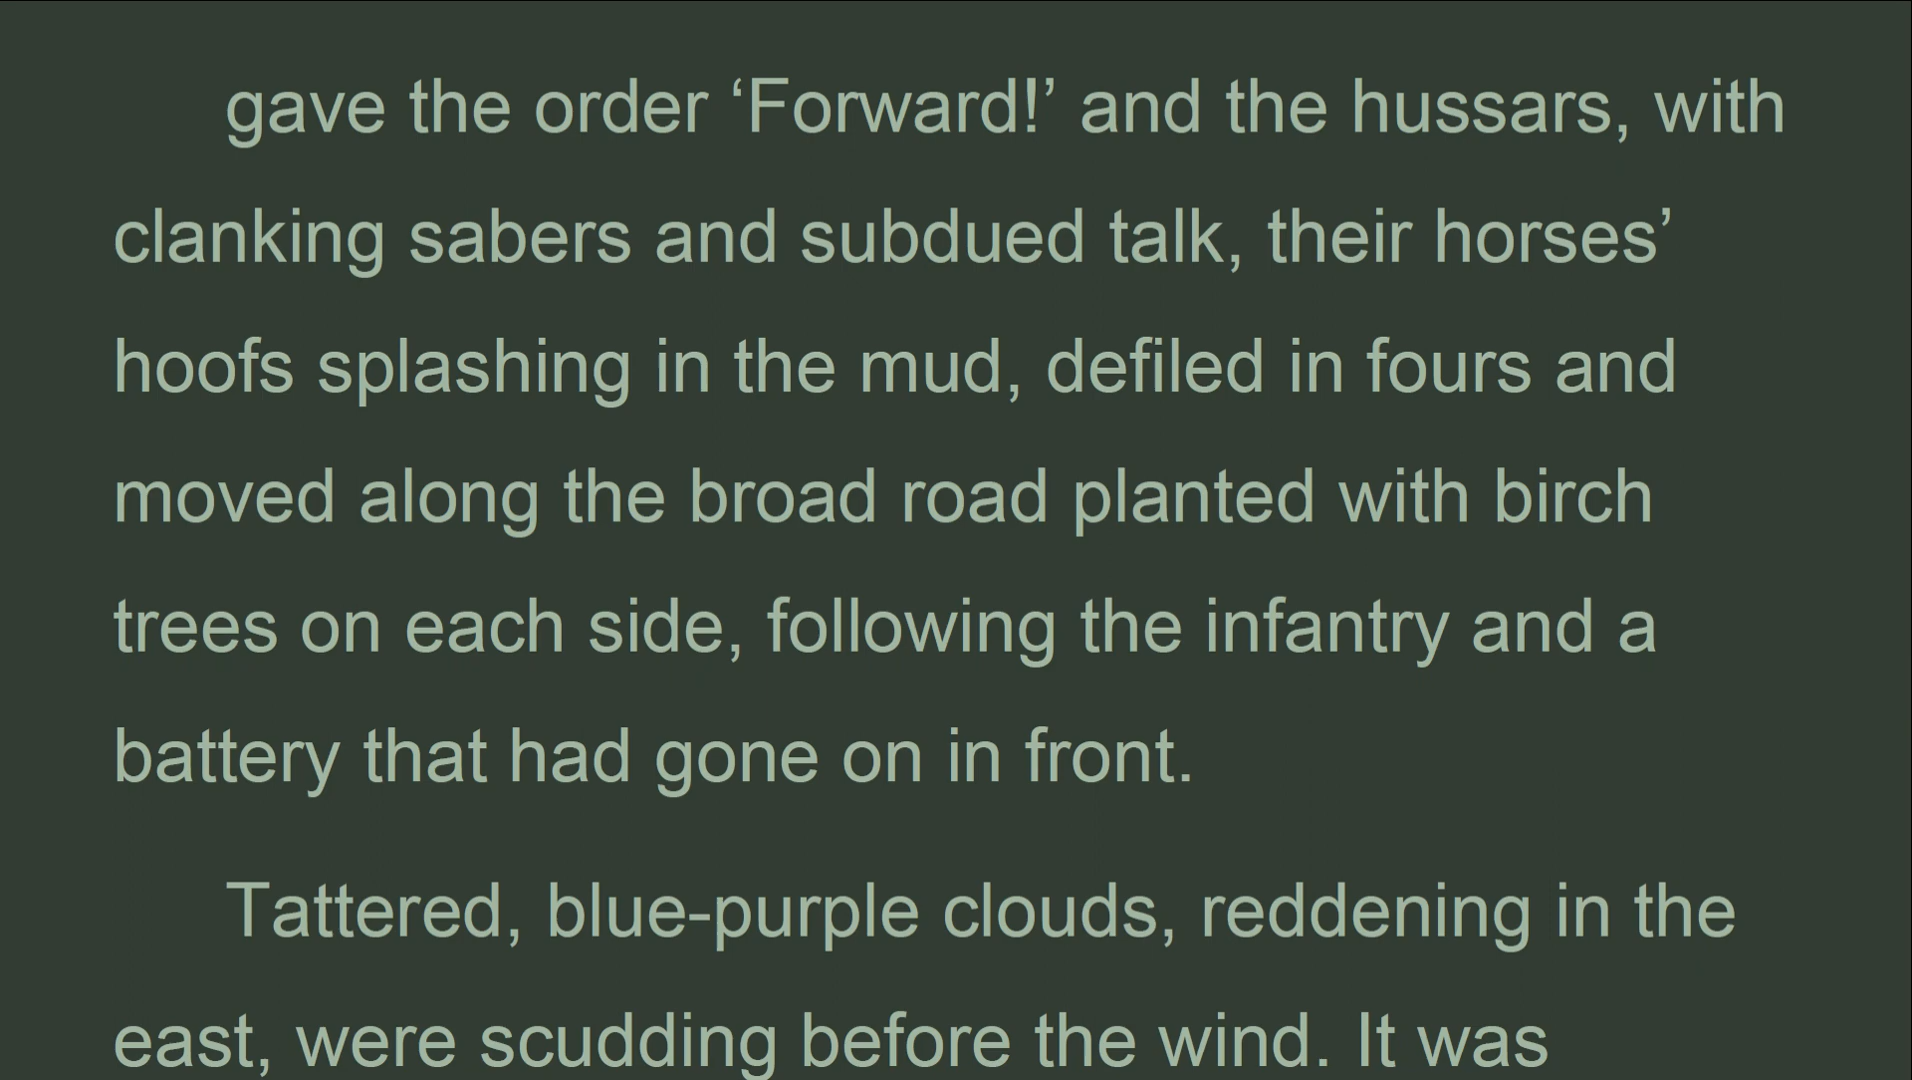 gave the order ‘Forward!’ and the hussars, with
clanking sabers and subdued talk, their horses’
hoofs splashing in the mud, defiled in fours and
moved along the broad road planted with birch
trees on each side, following the infantry and a
battery that had gone on in front.
Tattered, blue-purple clouds, reddening in the
east, were scudding before the wind. It was